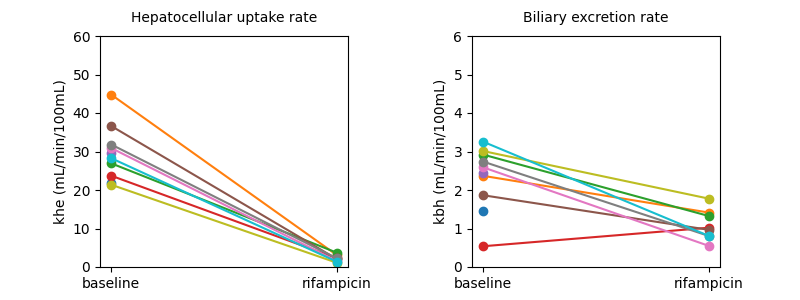 Hepatocellular uptake rate
60
50
40
30
20
10
0
khe (mL/min/100mL)
baseline
rifampicin
Biliary excretion rate
6
5
4
3
2
1
0
kbh (mL/min/100mL)
baseline
rifampicin